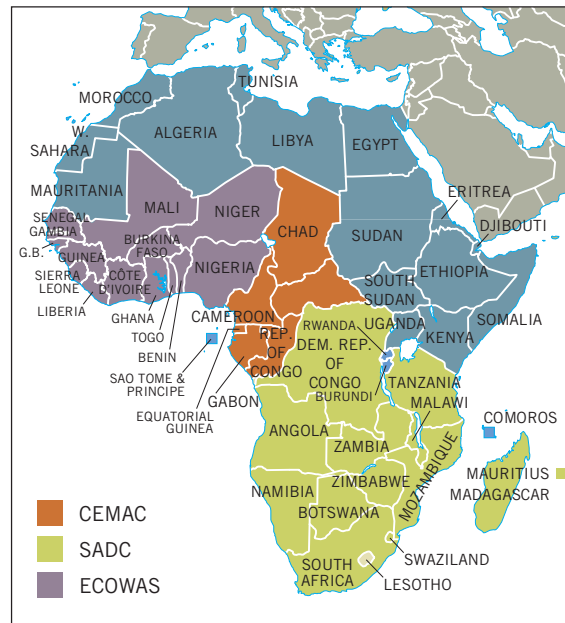 TUNISIA
MOROCCO
ALGERIA
LIBYA
EGYPT
W.
SAHARA
MAURITANIA
MALI
NIGER
CHAD
SUDAN
ERITREA
DJIBOUTI
SENEGAL
GAMBIA
G.B.
GUINEA
BURKINA
FASO
NIGERIA
SIERRA
LEONE
CÔTE
D'IVOIRE
LIBERIA
GHANA
TOGO
BENIN
SOUTH
SUDAN
ETHIOPIA
SOMALIA
CAMEROON
SAO TOME &
PRINCIPE
GABON
EQUATORIAL
GUINEA
REP.
OF
CONGO
RWANDA
DEM. REP.
OF
CONGO
BURUNDI
UGANDA
KENYA
TANZANIA
MALAWI
COMOROS
ANGOLA
ZAMBIA
MOZAMBIQUE
MAURITIUS
MADAGASCAR
NAMIBIA
ZIMBABWE
BOTSWANA
SWAZILAND
SOUTH
AFRICA
LESOTHO
CEMAC
SADC
ECOWAS